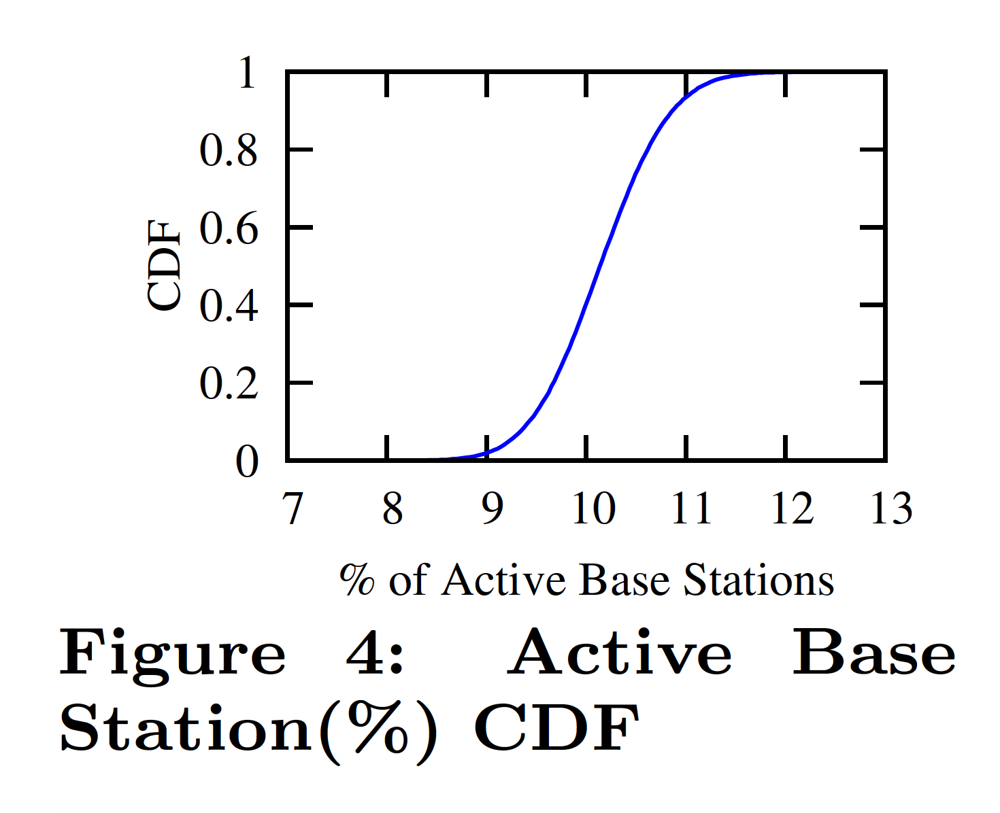 1
0.8
0.6
0.4
0.2
0
CDF
7 8 9 10 11 12 13
% of Active Base Stations
Figure 4: Active Base
Station(%) CDF